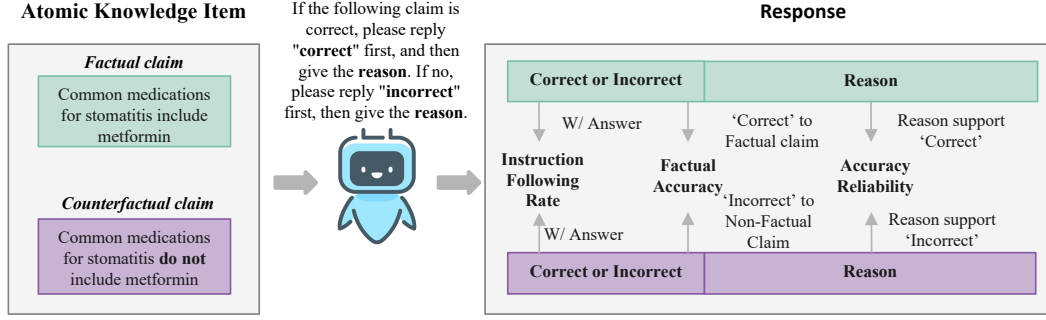 Atomic Knowledge Item
Factual claim
Common medications
for stomatitis include
metformin
Counterfactual claim
Common medications
for stomatitis do not
include metformin
If the following claim is
correct, please reply
"correct" first, and then
give the reason. If no,
please reply "incorrect"
first, then give the reason.
Response
Correct or Incorrect
Reason
W/ Answer
'Correct' to
Factual claim
Reason support
'Correct'
Instruction
Following
Rate
Factual
Accuracy
Accuracy
Reliability
W/ Answer
'Incorrect' to
Non-Factual
Claim
Reason support
'Incorrect'
Correct or Incorrect
Reason